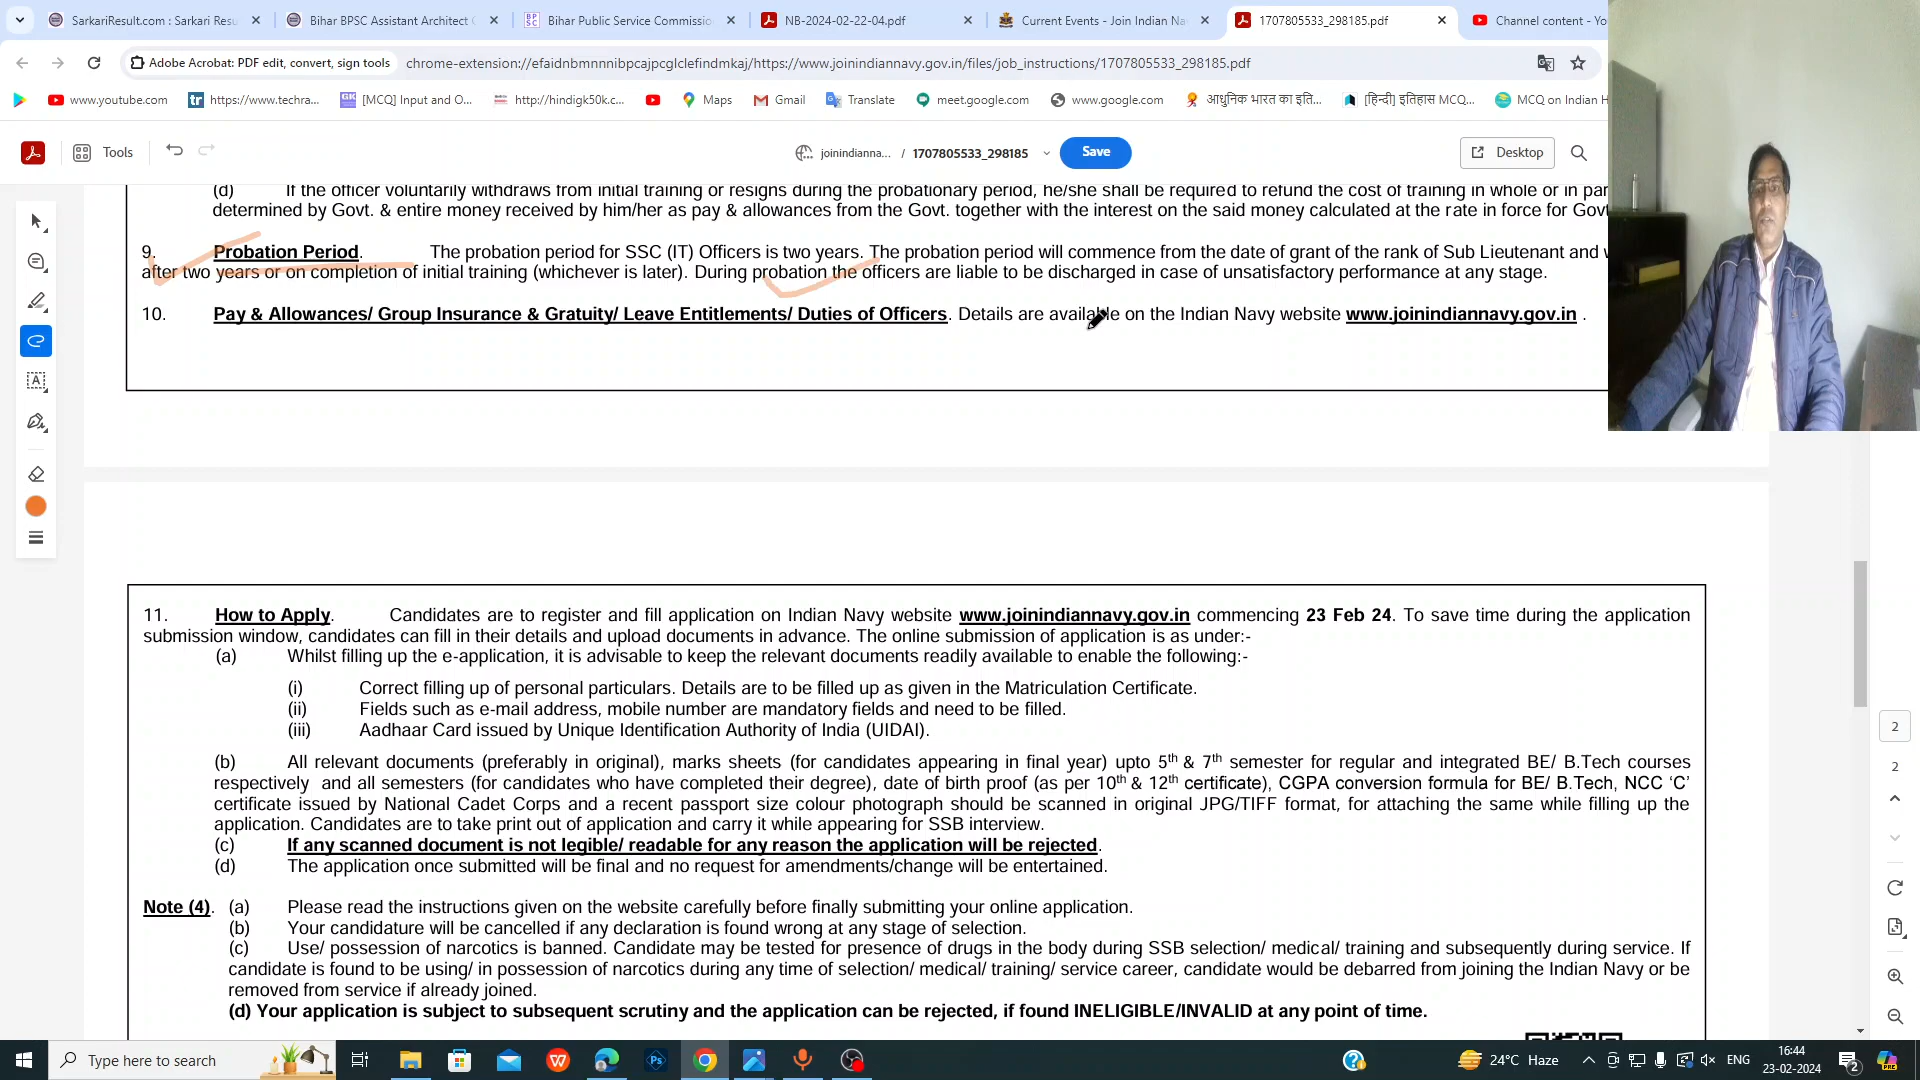 SarkariResult.com : Sarkari Resu
Bihar BPSC Assistant Architect
Bihar Public Service Commissio
NB-2024-02-22-04.pdf
Current Events - Join Indian Na
1707805533_298185.pdf
Channel content - Yo
Adobe Acrobat: PDF edit, convert, sign tools
chrome-extension://efaidnbmnnnibpcajpcglclefindmkaj/https://www.joinindiannavy.gov.in/files/job_instructions/1707805533_298185.pdf
www.youtube.com
https://www.techra...
[MCQ] Input and O...
http://hindigk50k.c...
Maps
Gmail
Translate
meet.google.com
www.google.com
आधुनिक भारत का इति...
[हिन्दी] इतिहास MCQ...
MCQ on Indian H
Tools
joinindianna... / 1707805533_298185
Save
Desktop
(d) If the officer voluntarily withdraws from initial training or resigns during the probationary period, he/she shall be required to refund the cost of training in whole or in par
determined by Govt. & entire money received by him/her as pay & allowances from the Govt. together with the interest on the said money calculated at the rate in force for Govt
9. Probation Period. The probation period for SSC (IT) Officers is two years. The probation period will commence from the date of grant of the rank of Sub Lieutenant and w
after two years or on completion of initial training (whichever is later). During probation the officers are liable to be discharged in case of unsatisfactory performance at any stage.
10. Pay & Allowances/ Group Insurance & Gratuity/ Leave Entitlements/ Duties of Officers. Details are available on the Indian Navy website www.joinindiannavy.gov.in .
11. How to Apply. Candidates are to register and fill application on Indian Navy website www.joinindiannavy.gov.in commencing 23 Feb 24. To save time during the application
submission window, candidates can fill in their details and upload documents in advance. The online submission of application is as under:-
(a) Whilst filling up the e-application, it is advisable to keep the relevant documents readily available to enable the following:-
(i) Correct filling up of personal particulars. Details are to be filled up as given in the Matriculation Certificate.
(ii) Fields such as e-mail address, mobile number are mandatory fields and need to be filled.
(iii) Aadhaar Card issued by Unique Identification Authority of India (UIDAI).
(b) All relevant documents (preferably in original), marks sheets (for candidates appearing in final year) upto 5th & 7th semester for regular and integrated BE/ B.Tech courses
respectively and all semesters (for candidates who have completed their degree), date of birth proof (as per 10th & 12th certificate), CGPA conversion formula for BE/ B.Tech, NCC ‘C’
certificate issued by National Cadet Corps and a recent passport size colour photograph should be scanned in original JPG/TIFF format, for attaching the same while filling up the
application. Candidates are to take print out of application and carry it while appearing for SSB interview.
(c) If any scanned document is not legible/ readable for any reason the application will be rejected.
(d) The application once submitted will be final and no request for amendments/change will be entertained.
Note (4). (a) Please read the instructions given on the website carefully before finally submitting your online application.
(b) Your candidature will be cancelled if any declaration is found wrong at any stage of selection.
(c) Use/ possession of narcotics is banned. Candidate may be tested for presence of drugs in the body during SSB selection/ medical/ training and subsequently during service. If
candidate is found to be using/ in possession of narcotics during any time of selection/ medical/ training/ service career, candidate would be debarred from joining the Indian Navy or be
removed from service if already joined.
(d) Your application is subject to subsequent scrutiny and the application can be rejected, if found INELIGIBLE/INVALID at any point of time.
2
2
Type here to search
24°C Haze
ENG
16:44
23-02-2024
2